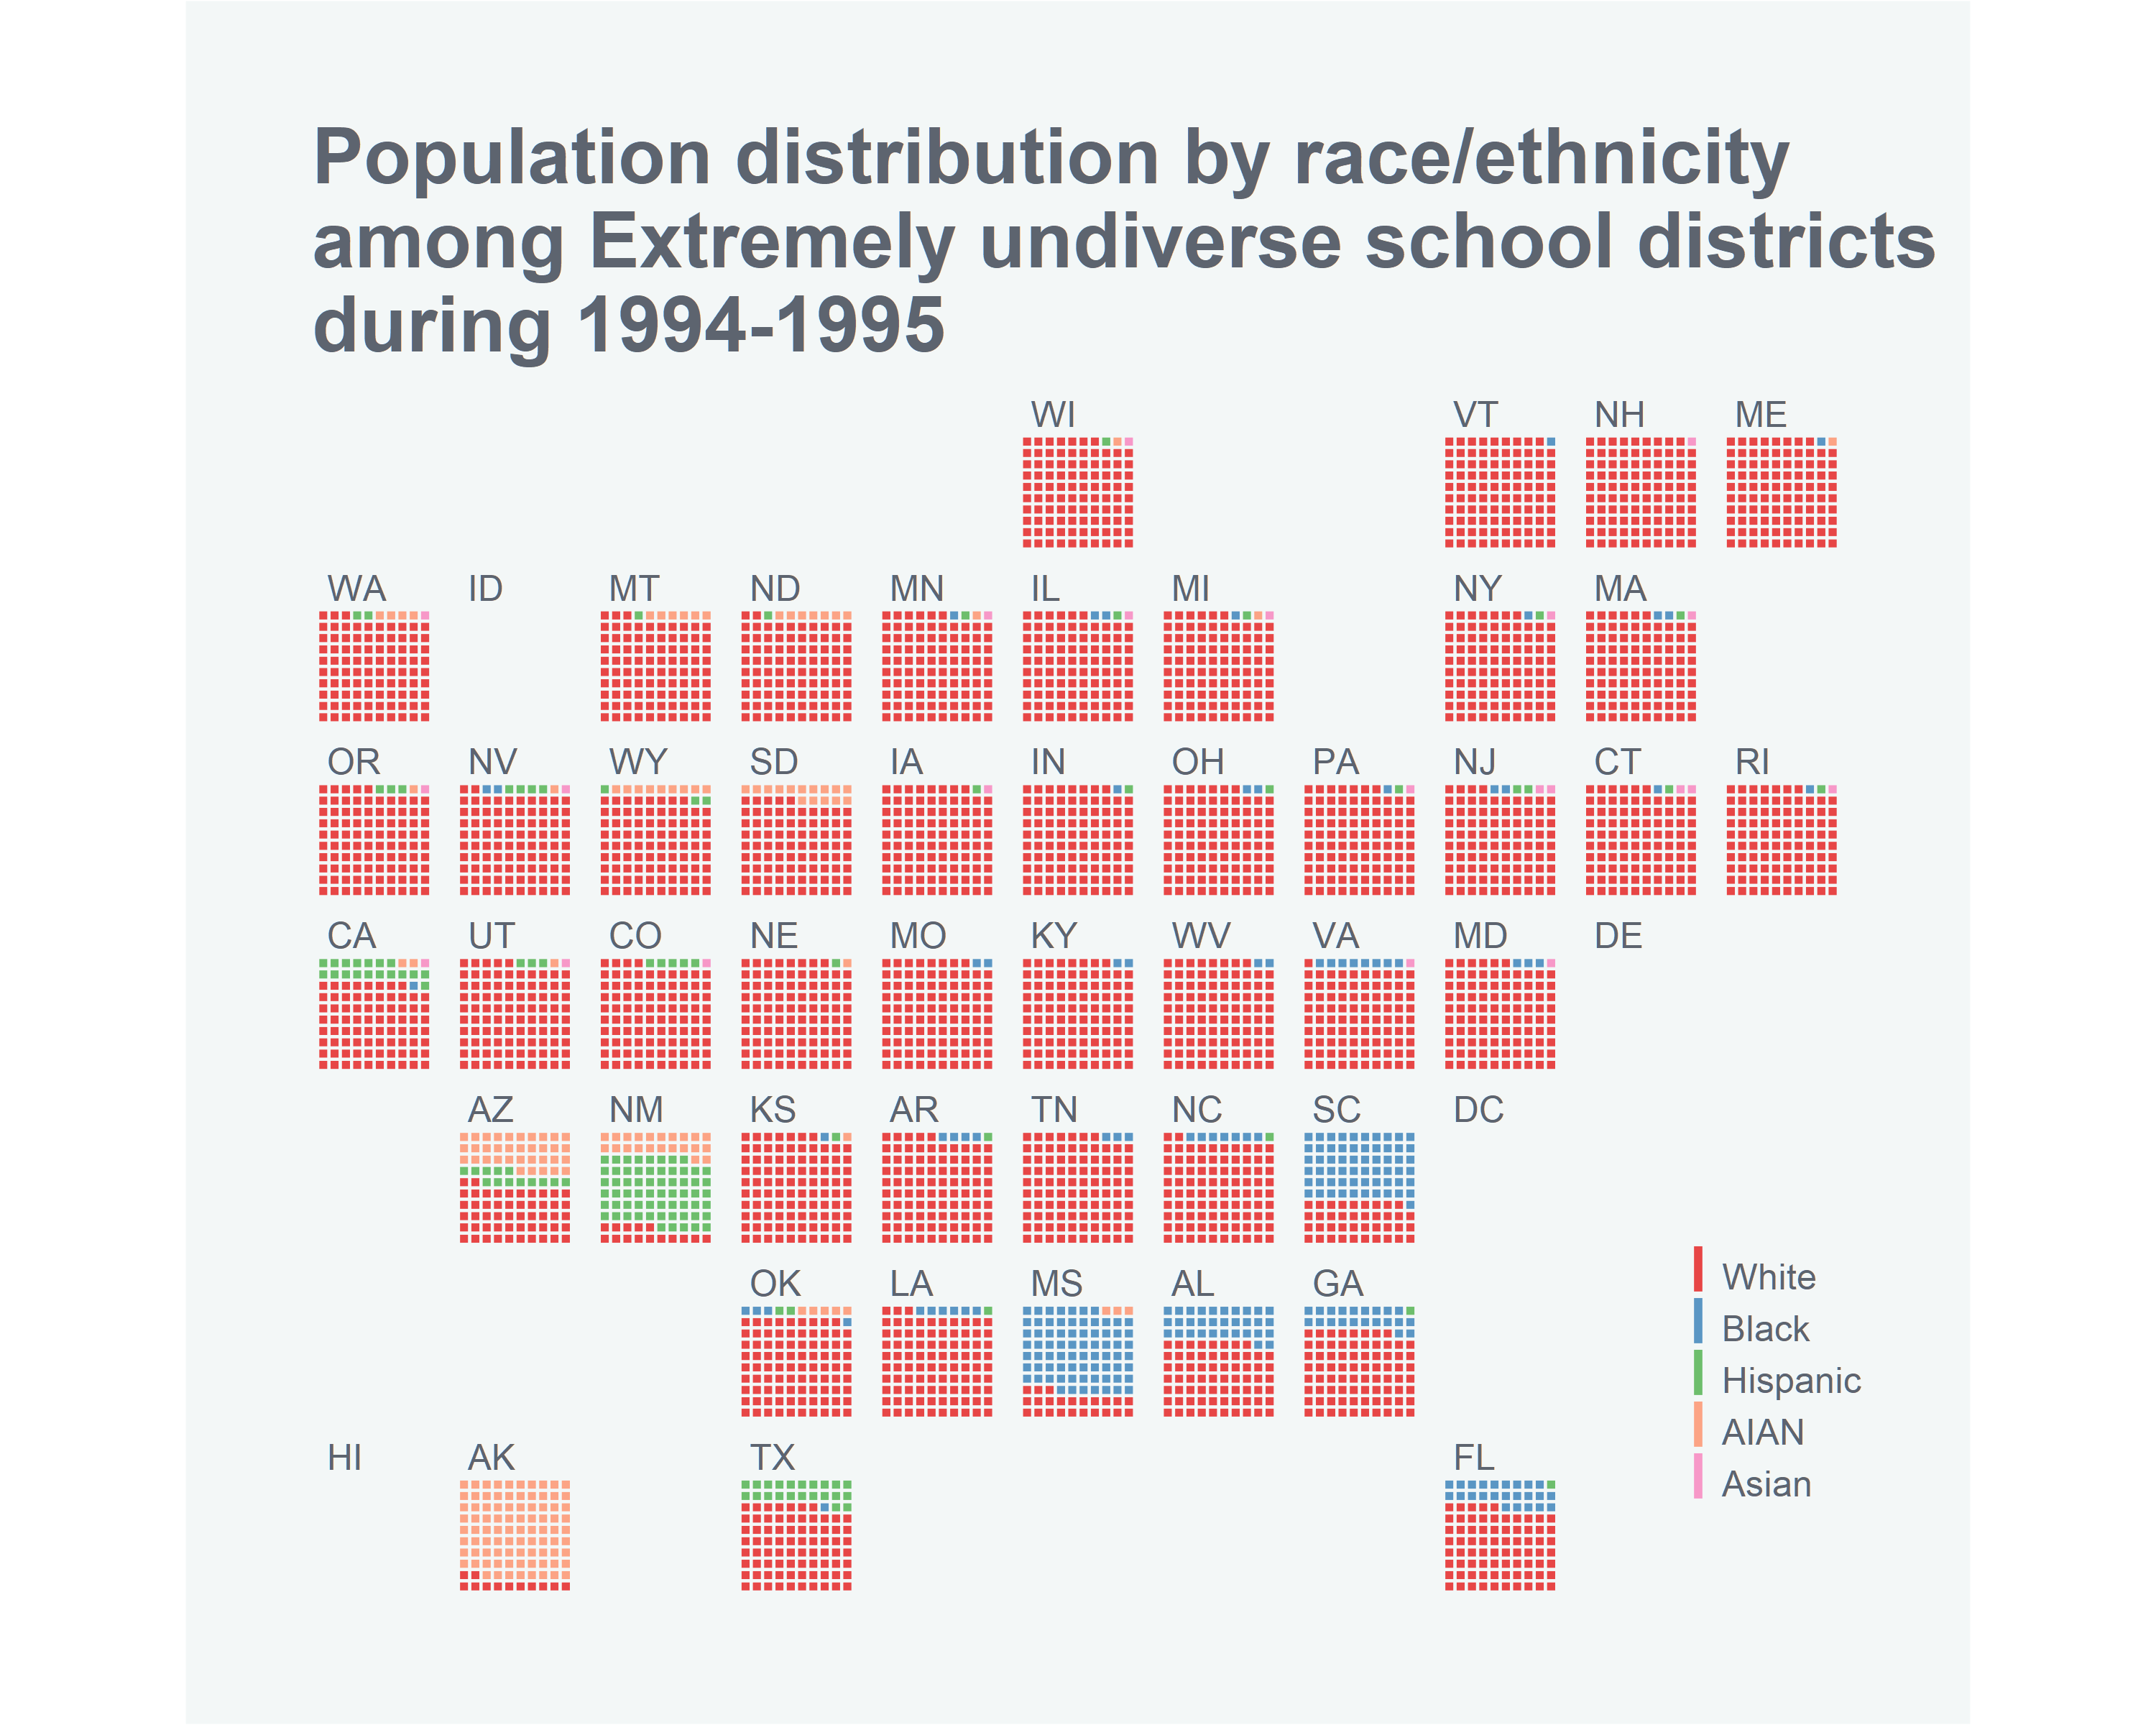 Population distribution by race/ethnicity
among Extremely undiverse school districts
during 1994-1995
WI VT NH ME
WA ID MT ND MN IL MI NY MA
OR NV WY SD IA IN OH PA NJ CT RI
CA UT CO NE MO KY WV VA MD DE
AZ NM KS AR TN NC SC DC
OK LA MS AL GA
HI AK TX FL
White
Black
Hispanic
AIAN
Asian